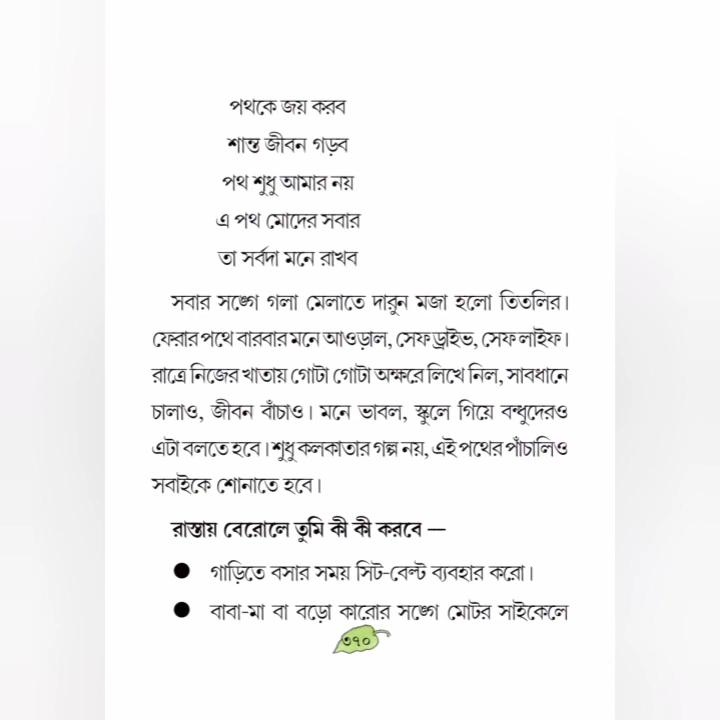 পথকে জয় করব
শান্ত জীবন গড়ব
পথ শুধু আমার নয়
এ পথ মোদের সবার
তা সর্বদা মনে রাখব
সবার সঙ্গে গলা মেলাতে দারুন মজা হলো তিতলির।
ফেরার পথে বারবার মনে আওড়াল, সেফ ড্রাইভ, সেফ লাইফ।
রাত্রে নিজের খাতায় গোটা গোটা অক্ষরে লিখে নিল, সাবধানে
চালাও, জীবন বাঁচাও। মনে ভাবল, স্কুলে গিয়ে বন্ধুদেরও
এটা বলতে হবে। শুধু কলকাতার গল্প নয়, এই পথের পাঁচালিও
সবাইকে শোনাতে হবে।
রাস্তায় বেরোলে তুমি কী কী করবে —
● গাড়িতে বসার সময় সিট-বেল্ট ব্যবহার করো।
● বাবা-মা বা বড়ো কারোর সঙ্গে মোটর সাইকেলে
৩৭০